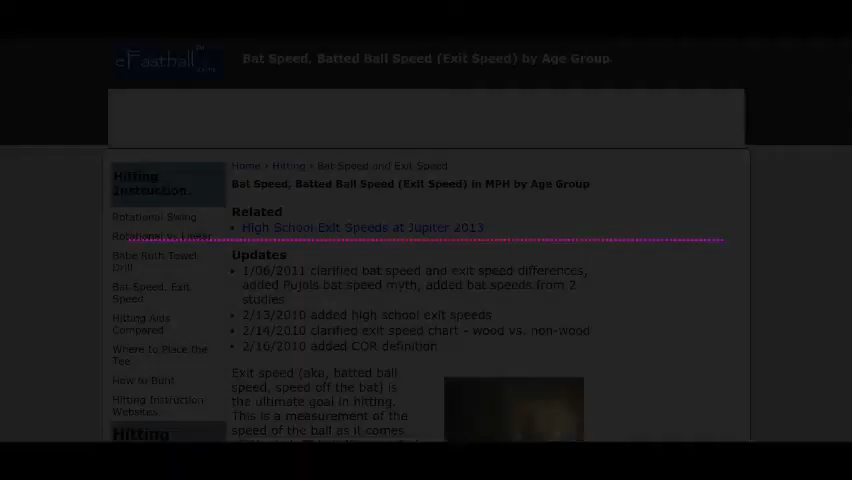 eFastball
.com
Bat Speed, Batted Ball Speed (Exit Speed) by Age Group
Home > Hitting > Bat Speed and Exit Speed
Bat Speed, Batted Ball Speed (Exit Speed) in MPH by Age Group
Hitting
Instruction.
Rotational Swing
Rotational vs Linear
Babe Ruth Towel
Drill
Bat Speed, Exit
Speed
Hitting Aids
Compared
Where to Place the
Tee
How to Bunt
Hitting Instruction
Websites.
Hitting
Related
• High School Exit Speeds at Jupiter 2013
Updates
• 1/06/2011 clarified bat speed and exit speed differences,
added Pujols bat speed myth, added bat speeds from 2
studies
• 2/13/2010 added high school exit speeds
• 2/14/2010 clarified exit speed chart - wood vs. non-wood
• 2/16/2010 added COR definition
Exit speed (aka, batted ball
speed, speed off the bat) is
the ultimate goal in hitting.
This is a measurement of the
speed of the ball as it comes